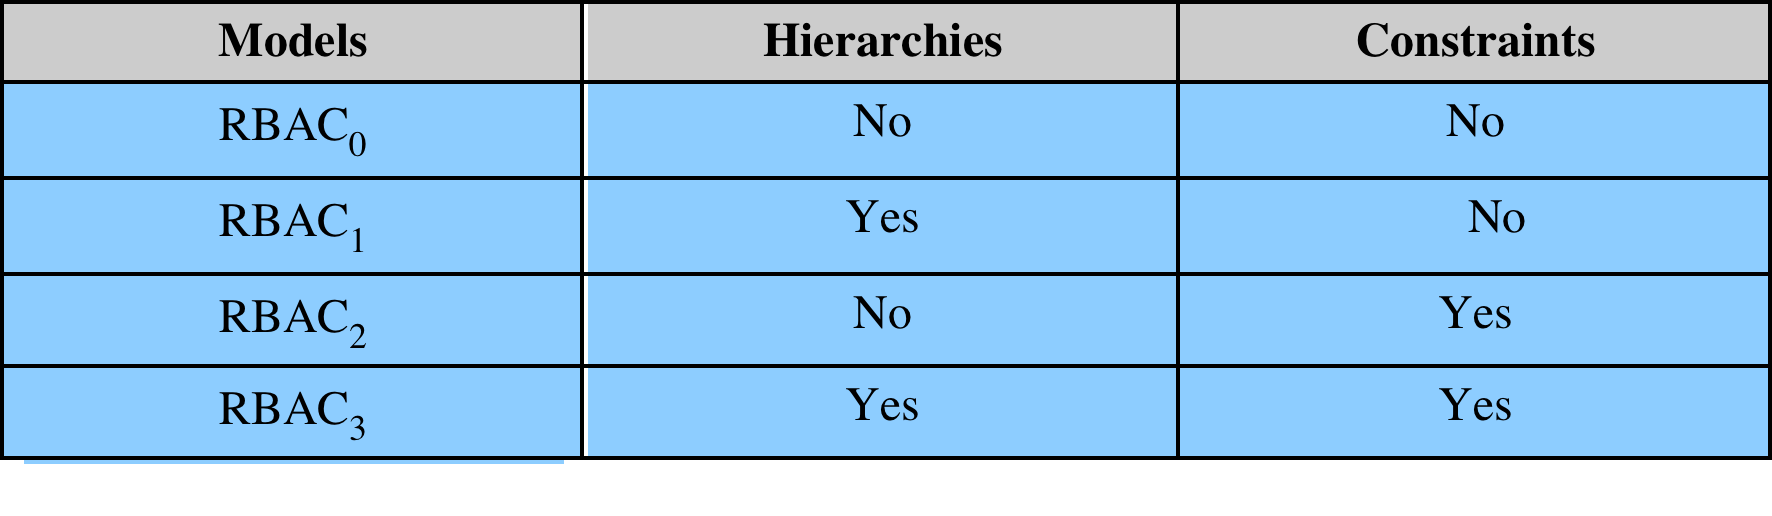 Models Hierarchies Constraints
RBAC₀ No No
RBAC₁ Yes No
RBAC₂ No Yes
RBAC₃ Yes Yes